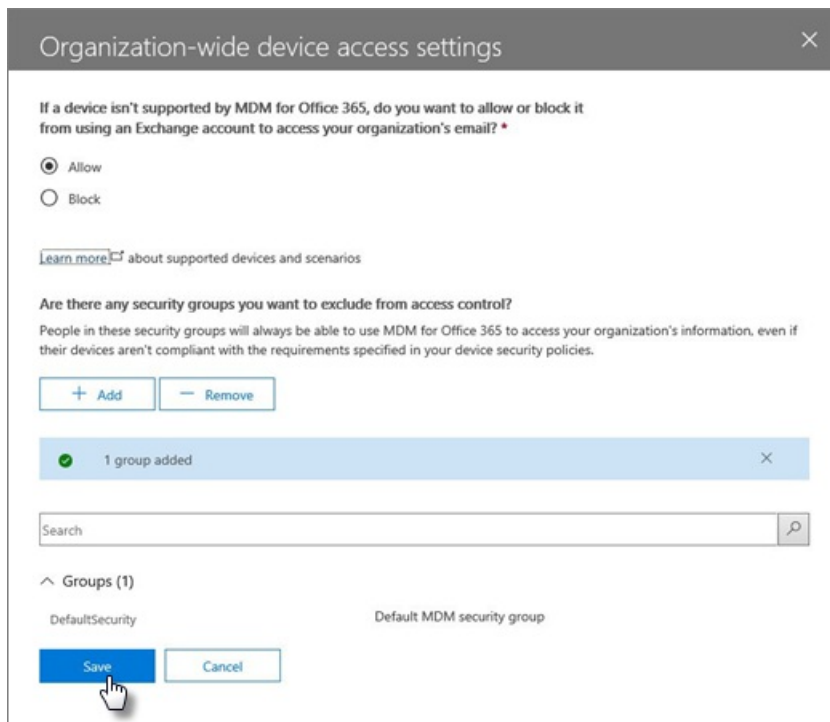 Organization-wide device access settings
If a device isn't supported by MDM for Office 365, do you want to allow or block it
from using an Exchange account to access your organization's email? *
Allow
Block
Learn more about supported devices and scenarios
Are there any security groups you want to exclude from access control?
People in these security groups will always be able to use MDM for Office 365 to access your organization's information, even if
their devices aren't compliant with the requirements specified in your device security policies.
Add Remove
1 group added
Search
Groups (1)
DefaultSecurity Default MDM security group
Save Cancel